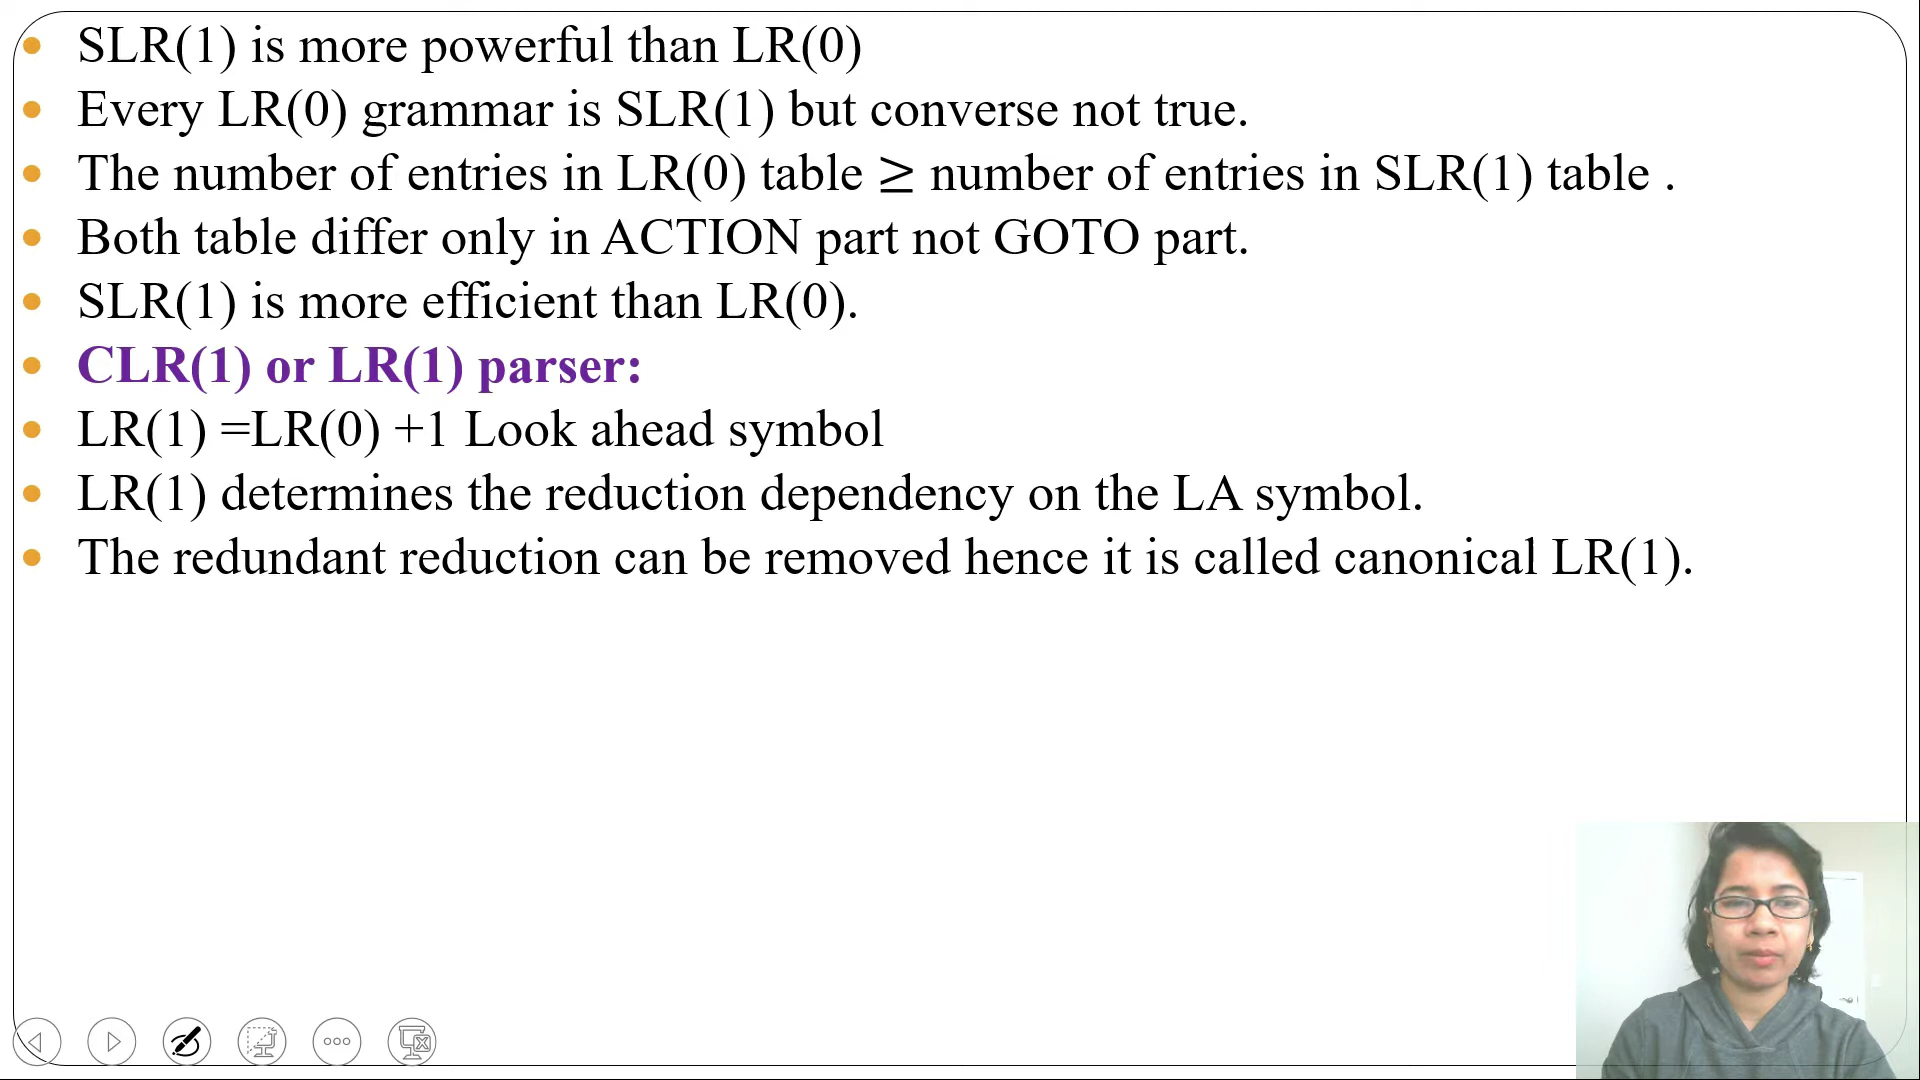 SLR(1) is more powerful than LR(0)
Every LR(0) grammar is SLR(1) but converse not true.
The number of entries in LR(0) table ≥ number of entries in SLR(1) table .
Both table differ only in ACTION part not GOTO part.
SLR(1) is more efficient than LR(0).
CLR(1) or LR(1) parser:
LR(1) =LR(0) +1 Look ahead symbol
LR(1) determines the reduction dependency on the LA symbol.
The redundant reduction can be removed hence it is called canonical LR(1).